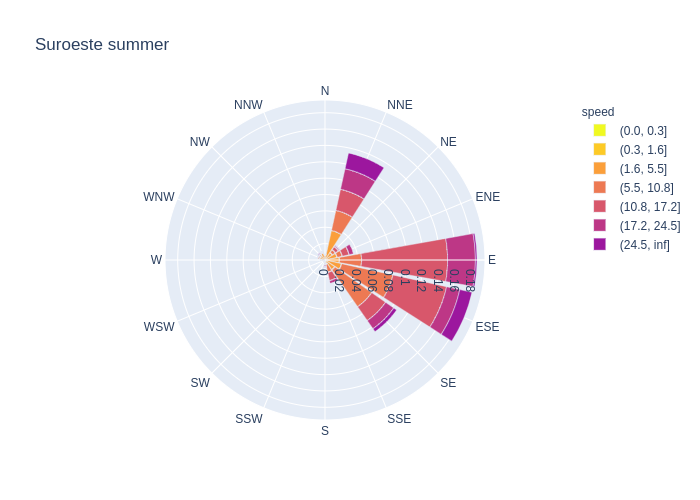 Suroeste summer
N
NNE
NE
ENE
E
ESE
SE
SSE
S
SSW
SW
WSW
W
WNW
NW
NNW
0
0.02
0.04
0.06
0.08
0.1
0.12
0.14
0.16
0.18
speed
(0.0, 0.3]
(0.3, 1.6]
(1.6, 5.5]
(5.5, 10.8]
(10.8, 17.2]
(17.2, 24.5]
(24.5, inf]